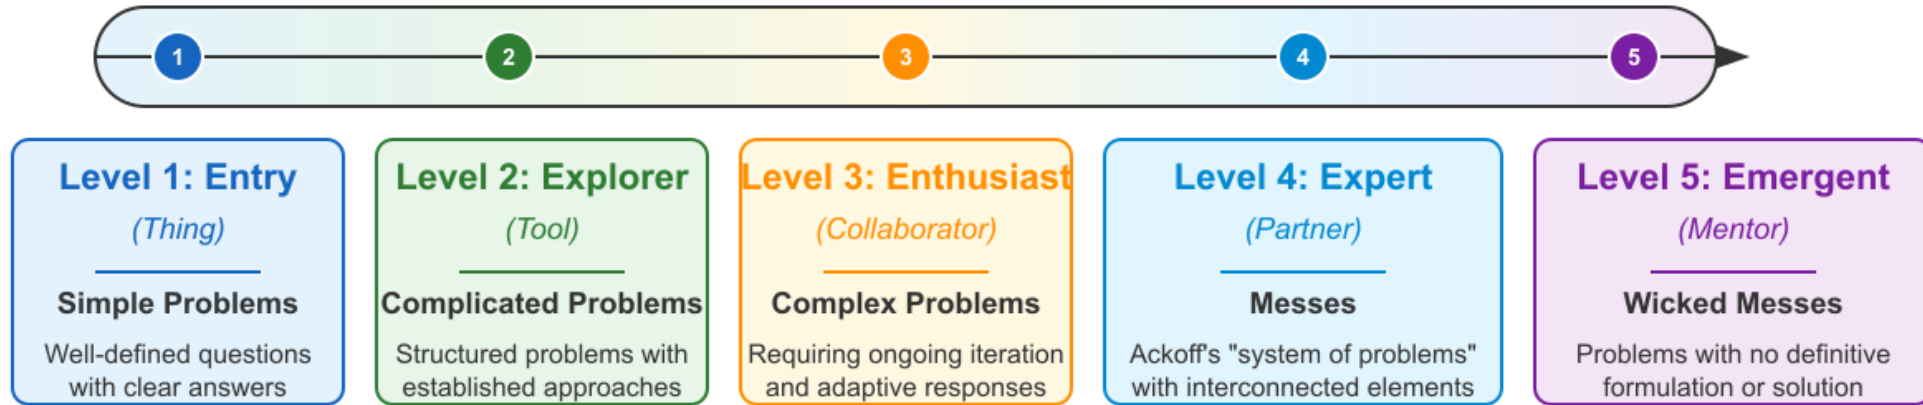 1
2
3
4
5
Level 1: Entry
(Thing)
Simple Problems
Well-defined questions
with clear answers
Level 2: Explorer
(Tool)
Complicated Problems
Structured problems with
established approaches
Level 3: Enthusiast
(Collaborator)
Complex Problems
Requiring ongoing iteration
and adaptive responses
Level 4: Expert
(Partner)
Messes
Ackoff's "system of problems"
with interconnected elements
Level 5: Emergent
(Mentor)
Wicked Messes
Problems with no definitive
formulation or solution